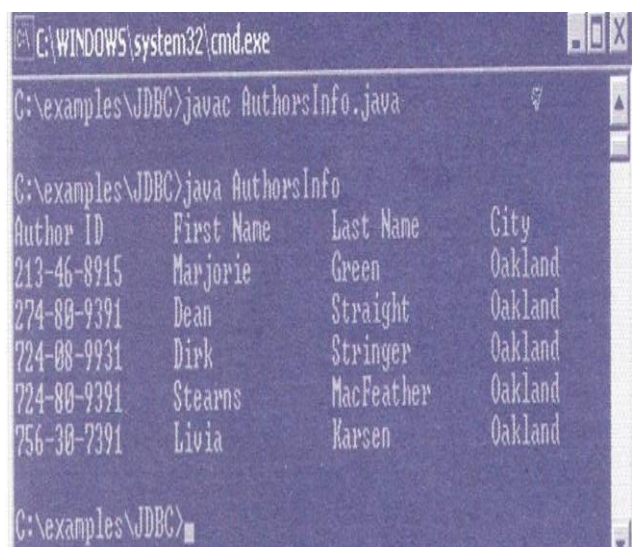 C:\WINDOWS\system32\cmd.exe
C:\examples\JDBC>javac AuthorsInfo.java
C:\examples\JDBC>java AuthorsInfo
Author ID First Name Last Name City
213-46-8915 Marjorie Green Oakland
274-80-9391 Dean Straight Oakland
724-08-9931 Dirk Stringer Oakland
724-80-9391 Stearns MacFeather Oakland
756-30-7391 Livia Karsen Oakland
C:\examples\JDBC>